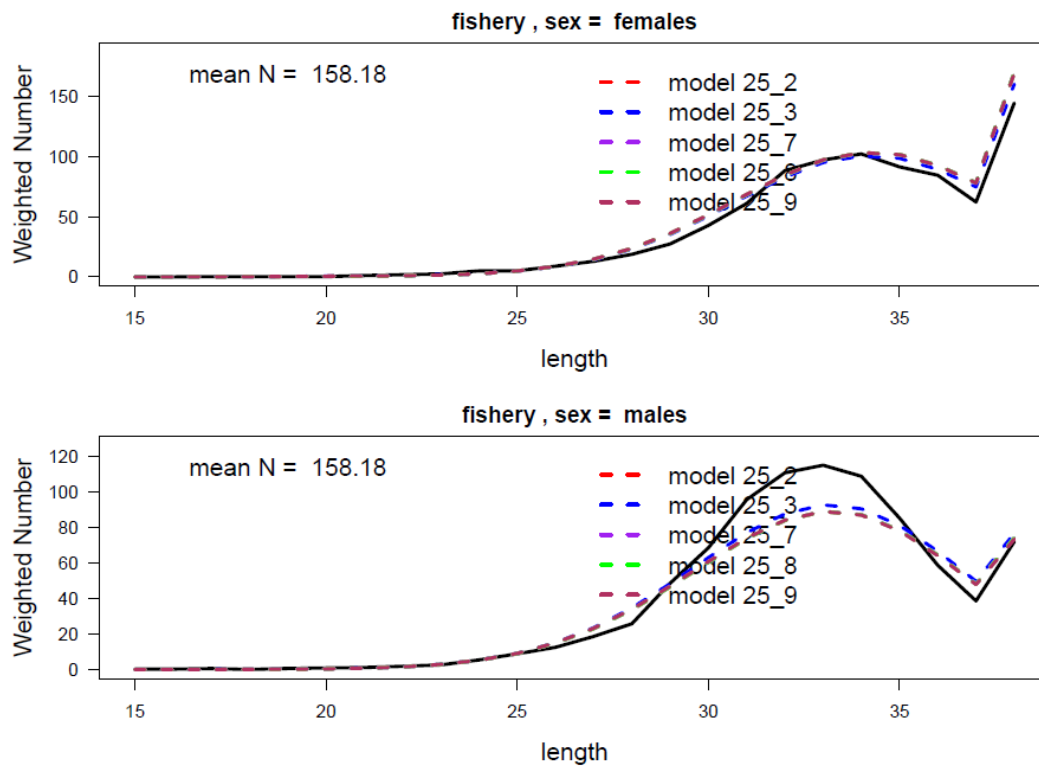 fishery , sex = females
mean N = 158.18
model 25_2
model 25_3
model 25_7
model 25_8
model 25_9
Weighted Number
150
100
50
0
15 20 25 30 35
length
fishery , sex = males
mean N = 158.18
model 25_2
model 25_3
model 25_7
model 25_8
model 25_9
Weighted Number
120
100
80
60
40
20
0
15 20 25 30 35
length